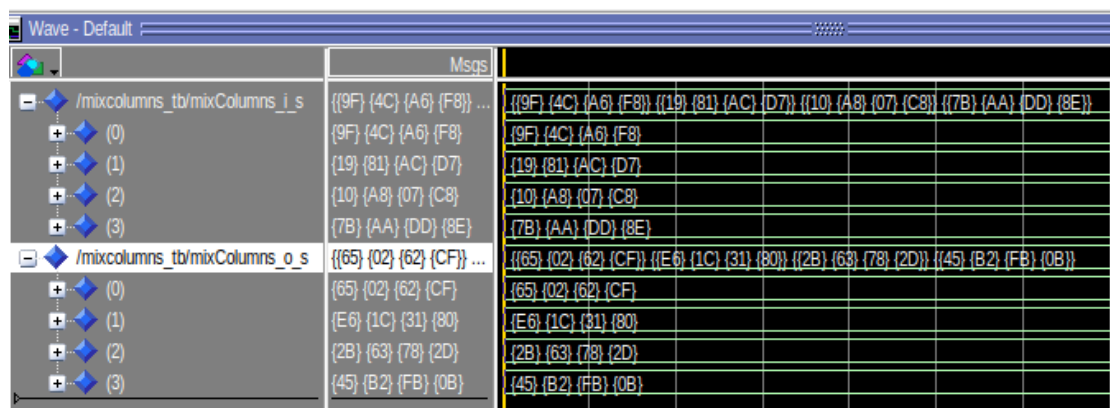 Wave - Default
Msgs
/mixcolumns_tb/mixColumns_i_s {{9F} {4C} {A6} {F8}} ... {{9F} {4C} {A6} {F8}} {{19} {81} {AC} {D7}} {{10} {A8} {07} {C8}} {{7B} {AA} {DD} {8E}}
(0) {9F} {4C} {A6} {F8} {9F} {4C} {A6} {F8}
(1) {19} {81} {AC} {D7} {19} {81} {AC} {D7}
(2) {10} {A8} {07} {C8} {10} {A8} {07} {C8}
(3) {7B} {AA} {DD} {8E} {7B} {AA} {DD} {8E}
/mixcolumns_tb/mixColumns_o_s {{65} {02} {62} {CF}} ... {{65} {02} {62} {CF}} {{E6} {1C} {31} {80}} {{2B} {63} {78} {2D}} {{45} {B2} {FB} {0B}}
(0) {65} {02} {62} {CF} {65} {02} {62} {CF}
(1) {E6} {1C} {31} {80} {E6} {1C} {31} {80}
(2) {2B} {63} {78} {2D} {2B} {63} {78} {2D}
(3) {45} {B2} {FB} {0B} {45} {B2} {FB} {0B}